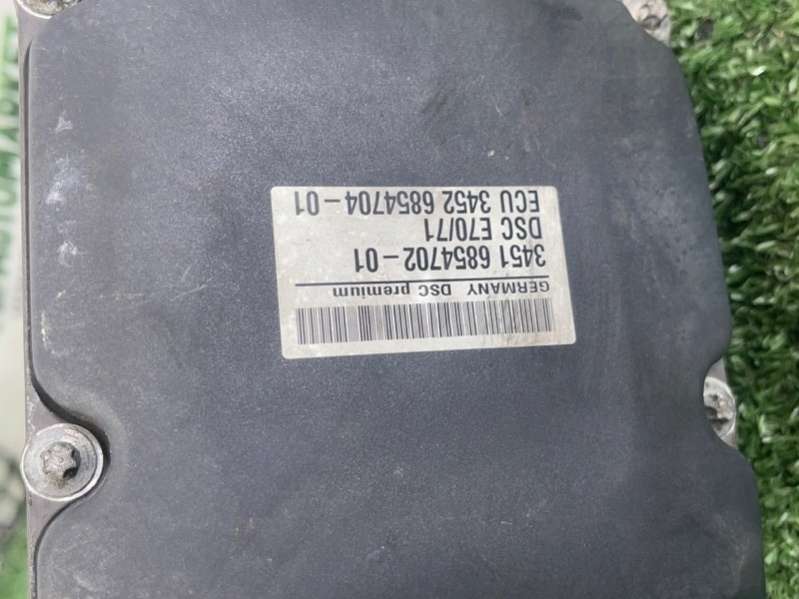 GERMANY DSC premium
3451 6854702-01
DSC E70/71
ECU 3452 6854704-01